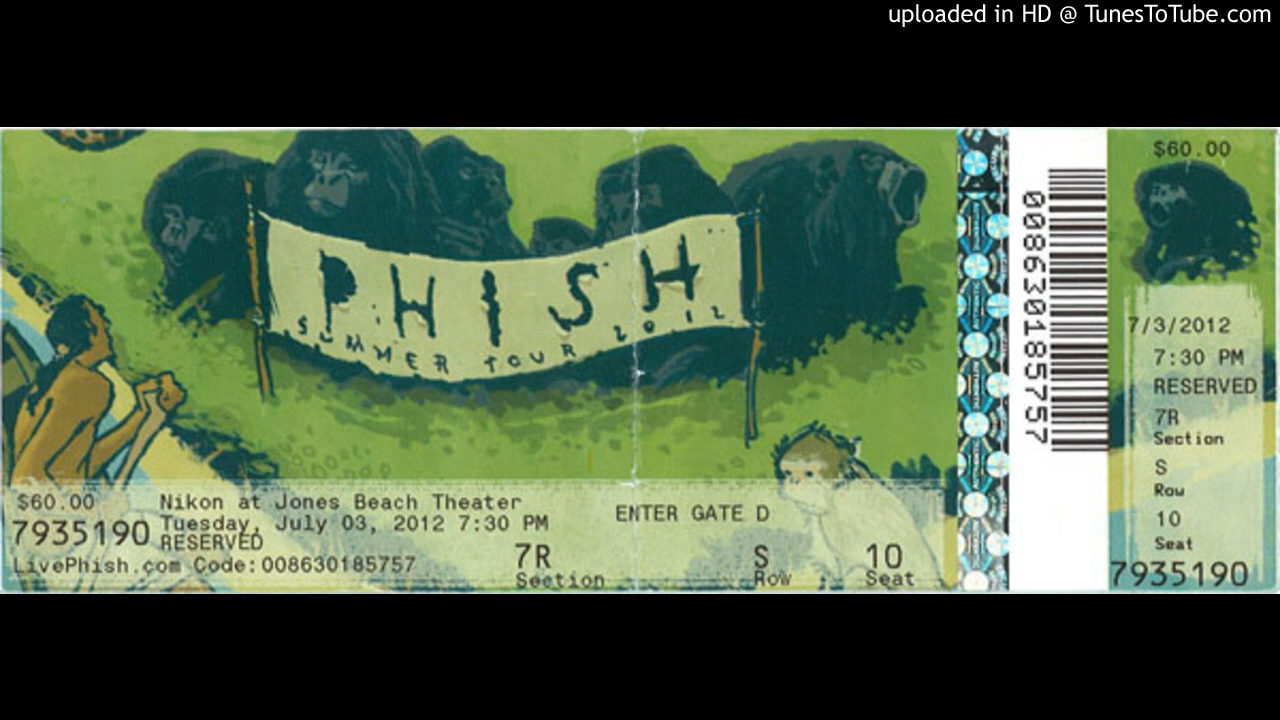 uploaded in HD @ TunesToTube.com
PHISH
SUMMER TOUR 2012
$60.00
Nikon at Jones Beach Theater
7935190
Tuesday, July 03, 2012 7:30 PM
RESERVED
LivePhish.com Code:008630185757
ENTER GATE D
7R
Section
S
Row
10
Seat
008630185757
$60.00
7/3/2012
7:30 PM
RESERVED
7R
Section
S
Row
10
Seat
7935190